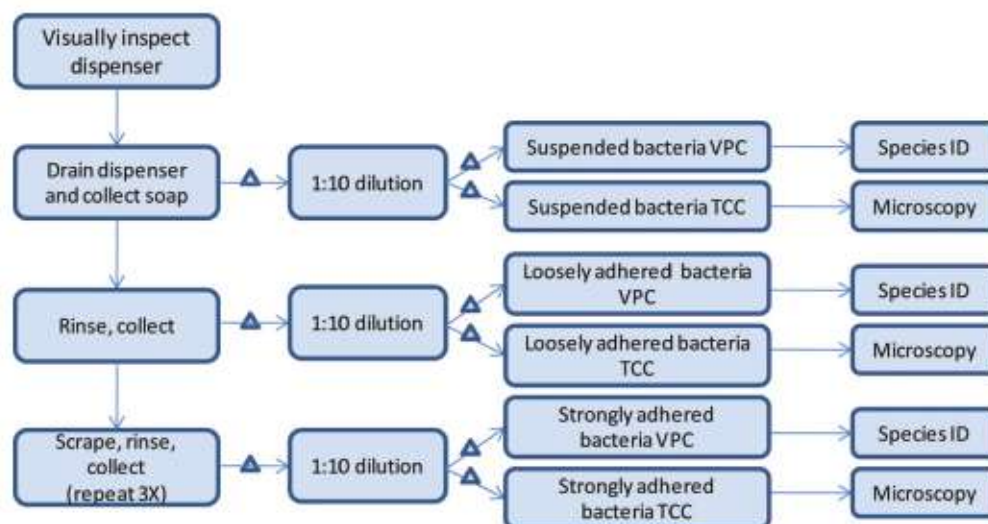 Visually inspect
dispenser
Drain dispenser
and collect soap
1:10 dilution
Suspended bacteria VPC
Species ID
Suspended bacteria TCC
Microscopy
Rinse, collect
1:10 dilution
Loosely adhered bacteria
VPC
Species ID
Loosely adhered bacteria
TCC
Microscopy
Scrape, rinse,
collect
(repeat 3X)
1:10 dilution
Strongly adhered
bacteria VPC
Species ID
Strongly adhered
bacteria TCC
Microscopy